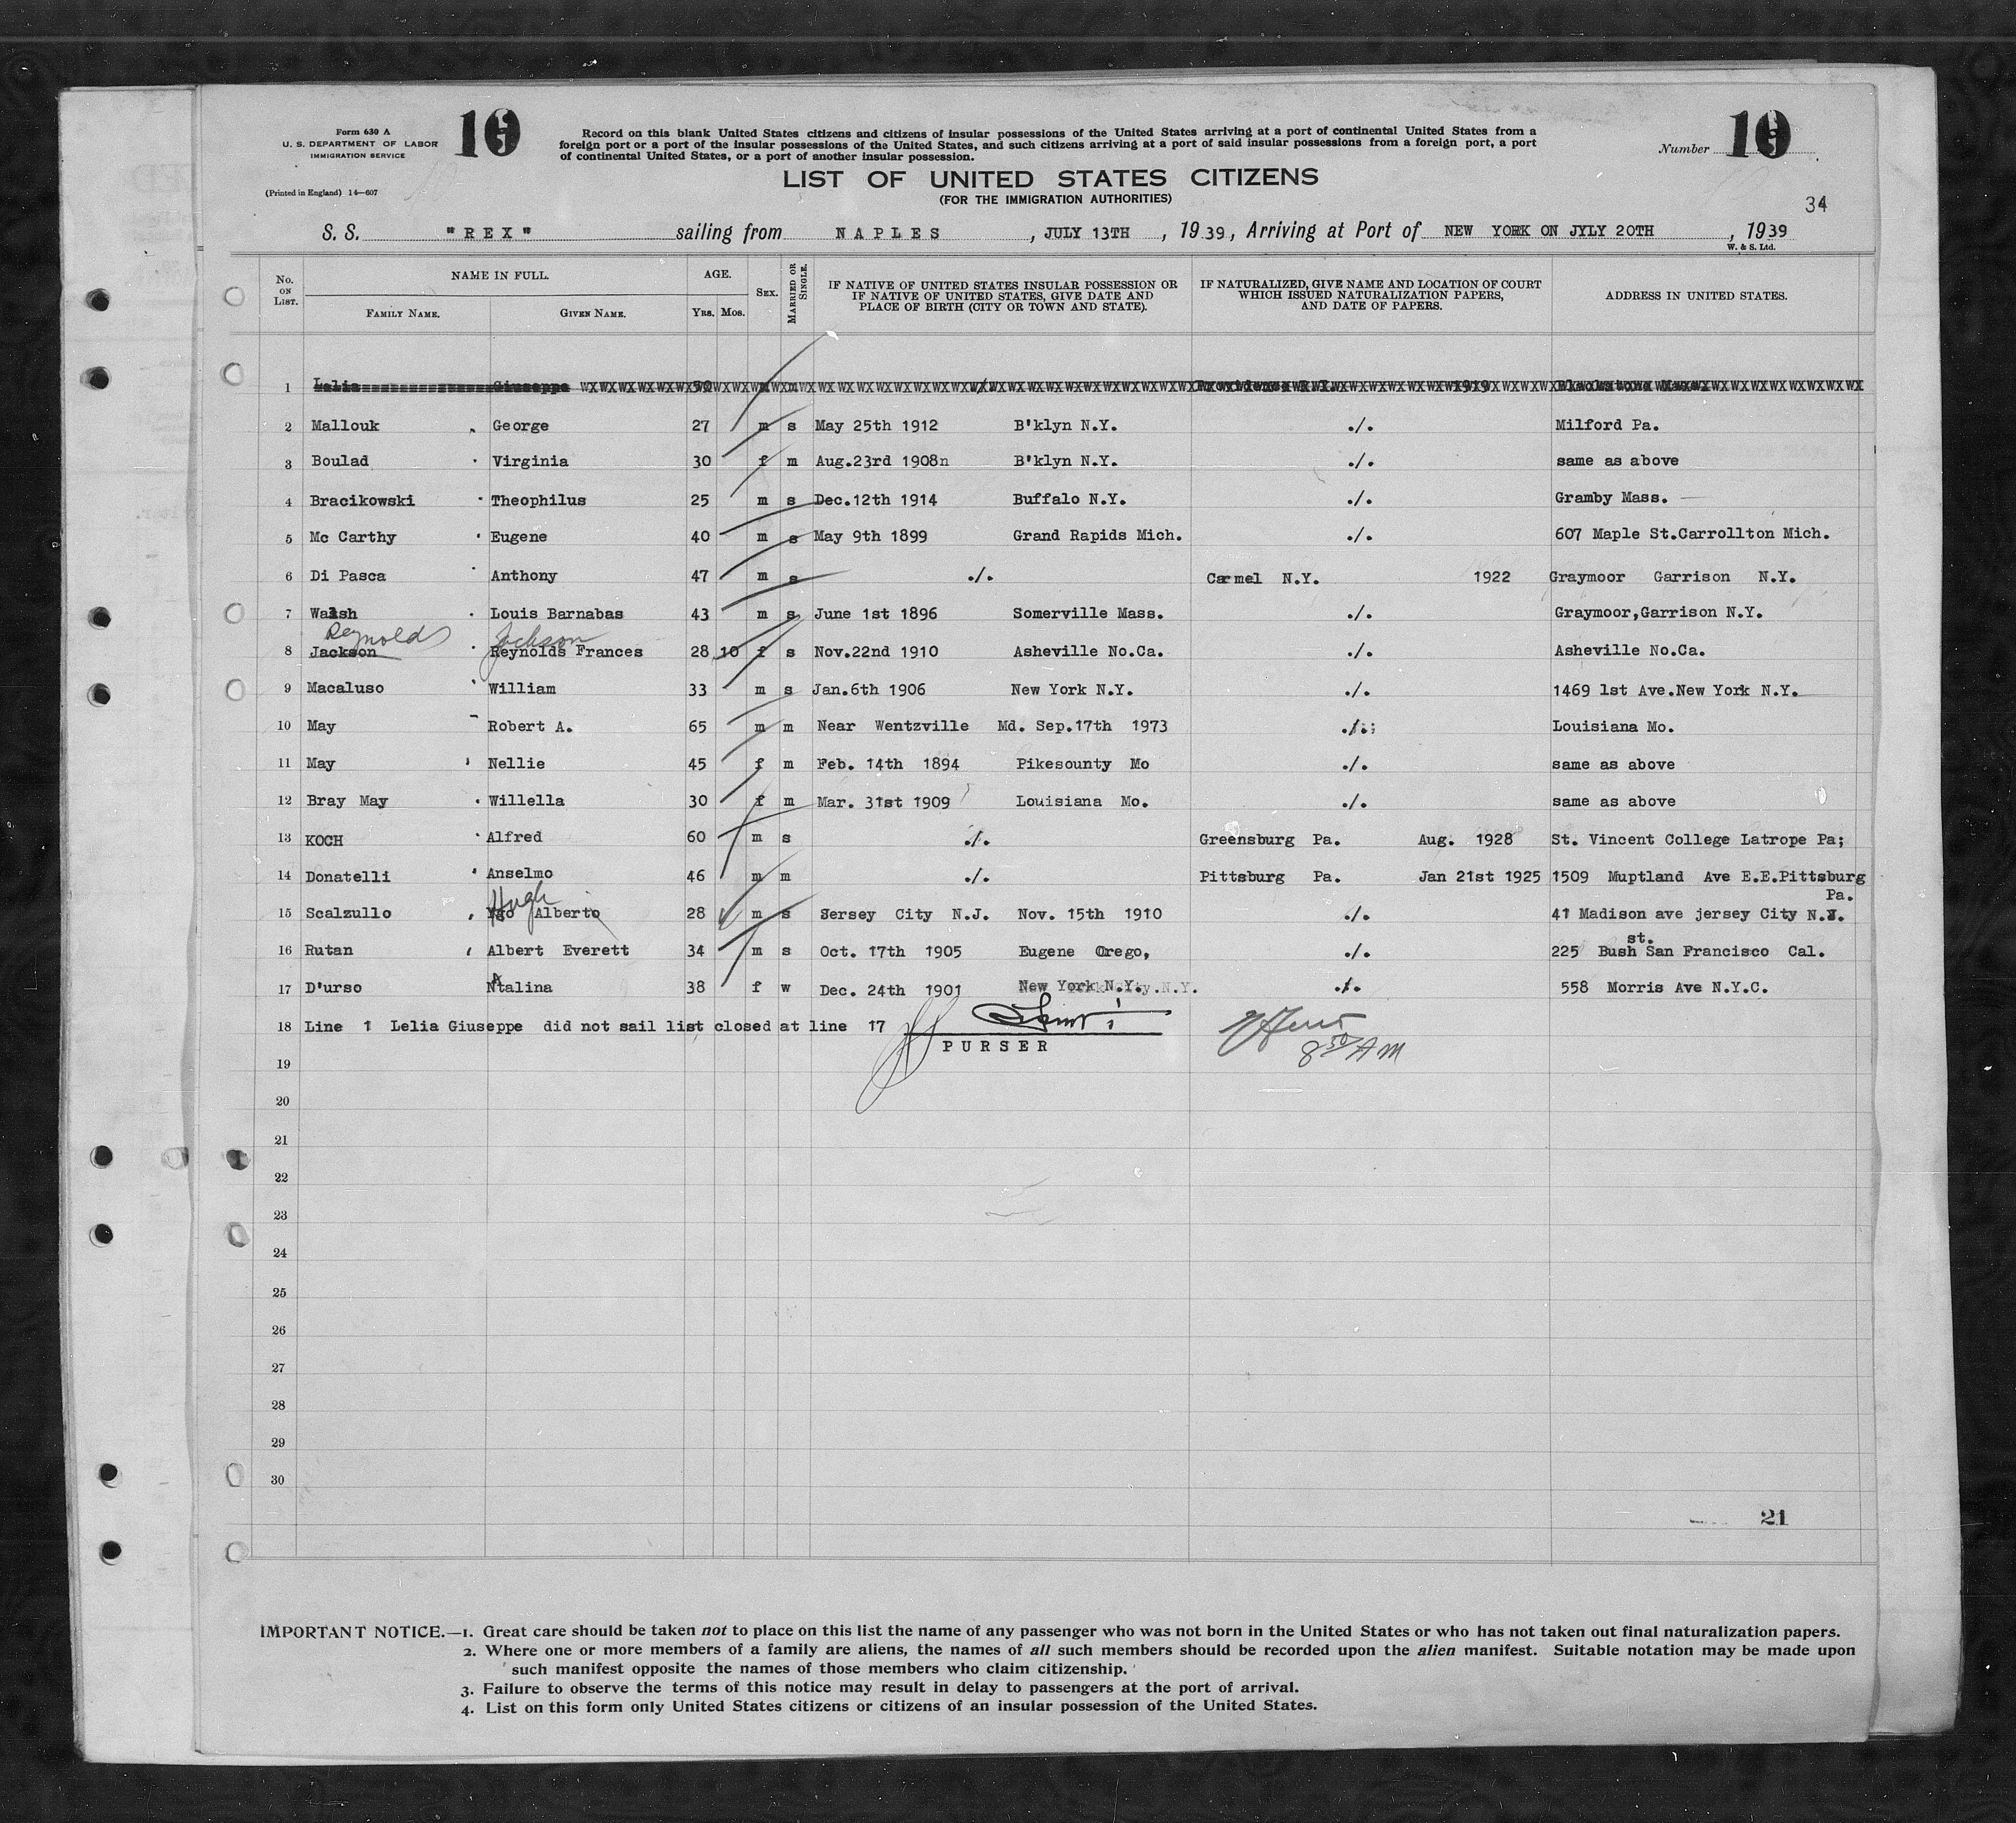 Form 630 A
U. S. DEPARTMENT OF LABOR
IMMIGRATION SERVICE
(Printed in England) 14—607
10
Record on this blank United States citizens and citizens of insular possessions of the United States arriving at a port of continental United States from a
foreign port or a port of the insular possessions of the United States, and such citizens arriving at a port of said insular possessions from a foreign port, a port
of continental United States, or a port of another insular possession.
Number 10
LIST OF UNITED STATES CITIZENS
(FOR THE IMMIGRATION AUTHORITIES)
34
S. S. "REX" sailing from NAPLES, JULY 13TH, 1939, Arriving at Port of NEW YORK ON JYLY 20TH, 1939
W. & S. Ltd.
No. ON LIST. NAME IN FULL. FAMILY NAME. GIVEN NAME. AGE. YRS. MOS. SEX. MARRIED OR SINGLE. IF NATIVE OF UNITED STATES INSULAR POSSESSION OR IF NATIVE OF UNITED STATES, GIVE DATE AND PLACE OF BIRTH (CITY OR TOWN AND STATE). IF NATURALIZED, GIVE NAME AND LOCATION OF COURT WHICH ISSUED NATURALIZATION PAPERS, AND DATE OF PAPERS. ADDRESS IN UNITED STATES.
1 Lelia Giuseppe 50 m m ./. Providence R.I. 1919 Blackstone Mass
2 Mallouk George 27 m s May 25th 1912 B'klyn N.Y. ./. Milford Pa.
3 Boulad Virginia 30 f m Aug.23rd 1908n B'klyn N.Y. ./. same as above
4 Bracikowski Theophilus 25 m s Dec.12th 1914 Buffalo N.Y. ./. Gramby Mass.
5 Mc Carthy Eugene 40 m s May 9th 1899 Grand Rapids Mich. ./. 607 Maple St.Carrollton Mich.
6 Di Pasca Anthony 47 m s ./. Carmel N.Y. 1922 Graymoor Garrison N.Y.
7 Walsh Louis Barnabas 43 m s June 1st 1896 Somerville Mass. ./. Graymoor,Garrison N.Y.
Reynolds Jackson
8 Jackson Reynolds Frances 28 10 f s Nov.22nd 1910 Asheville No.Ca. ./. Asheville No.Ca.
9 Macaluso William 33 m s Jan.6th 1906 New York N.Y. ./. 1469 1st Ave.New York N.Y.
10 May Robert A. 65 m m Near Wentzville Md. Sep.17th 1973 ./.; Louisiana Mo.
11 May Nellie 45 f m Feb. 14th 1894 Pikesounty Mo ./. same as above
12 Bray May Willella 30 f m Mar. 31st 1909 Louisiana Mo. ./. same as above
13 KOCH Alfred 60 m s ./. Greensburg Pa. Aug. 1928 St. Vincent College Latrope Pa;
14 Donatelli Anselmo 46 m m ./. Pittsburg Pa. Jan 21st 1925 1509 Muptland Ave E.E.Pittsburg
Pa.
Hugh
15 Scalzullo Ygo Alberto 28 m s Sersey City N.J. Nov. 15th 1910 ./. 41 Madison ave jersey City N.J.
st.
16 Rutan Albert Everett 34 m s Oct. 17th 1905 Eugene Orego, ./. 225 Bush San Francisco Cal.
17 D'urso NAtalina 38 f w Dec. 24th 1901 New York N.Y. ./. 558 Morris Ave N.Y.C.
18 Line 1 Lelia Giuseppe did not sail list closed at line 17
PURSER
8 50 AM
19
20
21
22
23
24
25
26
27
28
29
30
21
IMPORTANT NOTICE.—1. Great care should be taken not to place on this list the name of any passenger who was not born in the United States or who has not taken out final naturalization papers.
2. Where one or more members of a family are aliens, the names of all such members should be recorded upon the alien manifest. Suitable notation may be made upon
such manifest opposite the names of those members who claim citizenship.
3. Failure to observe the terms of this notice may result in delay to passengers at the port of arrival.
4. List on this form only United States citizens or citizens of an insular possession of the United States.